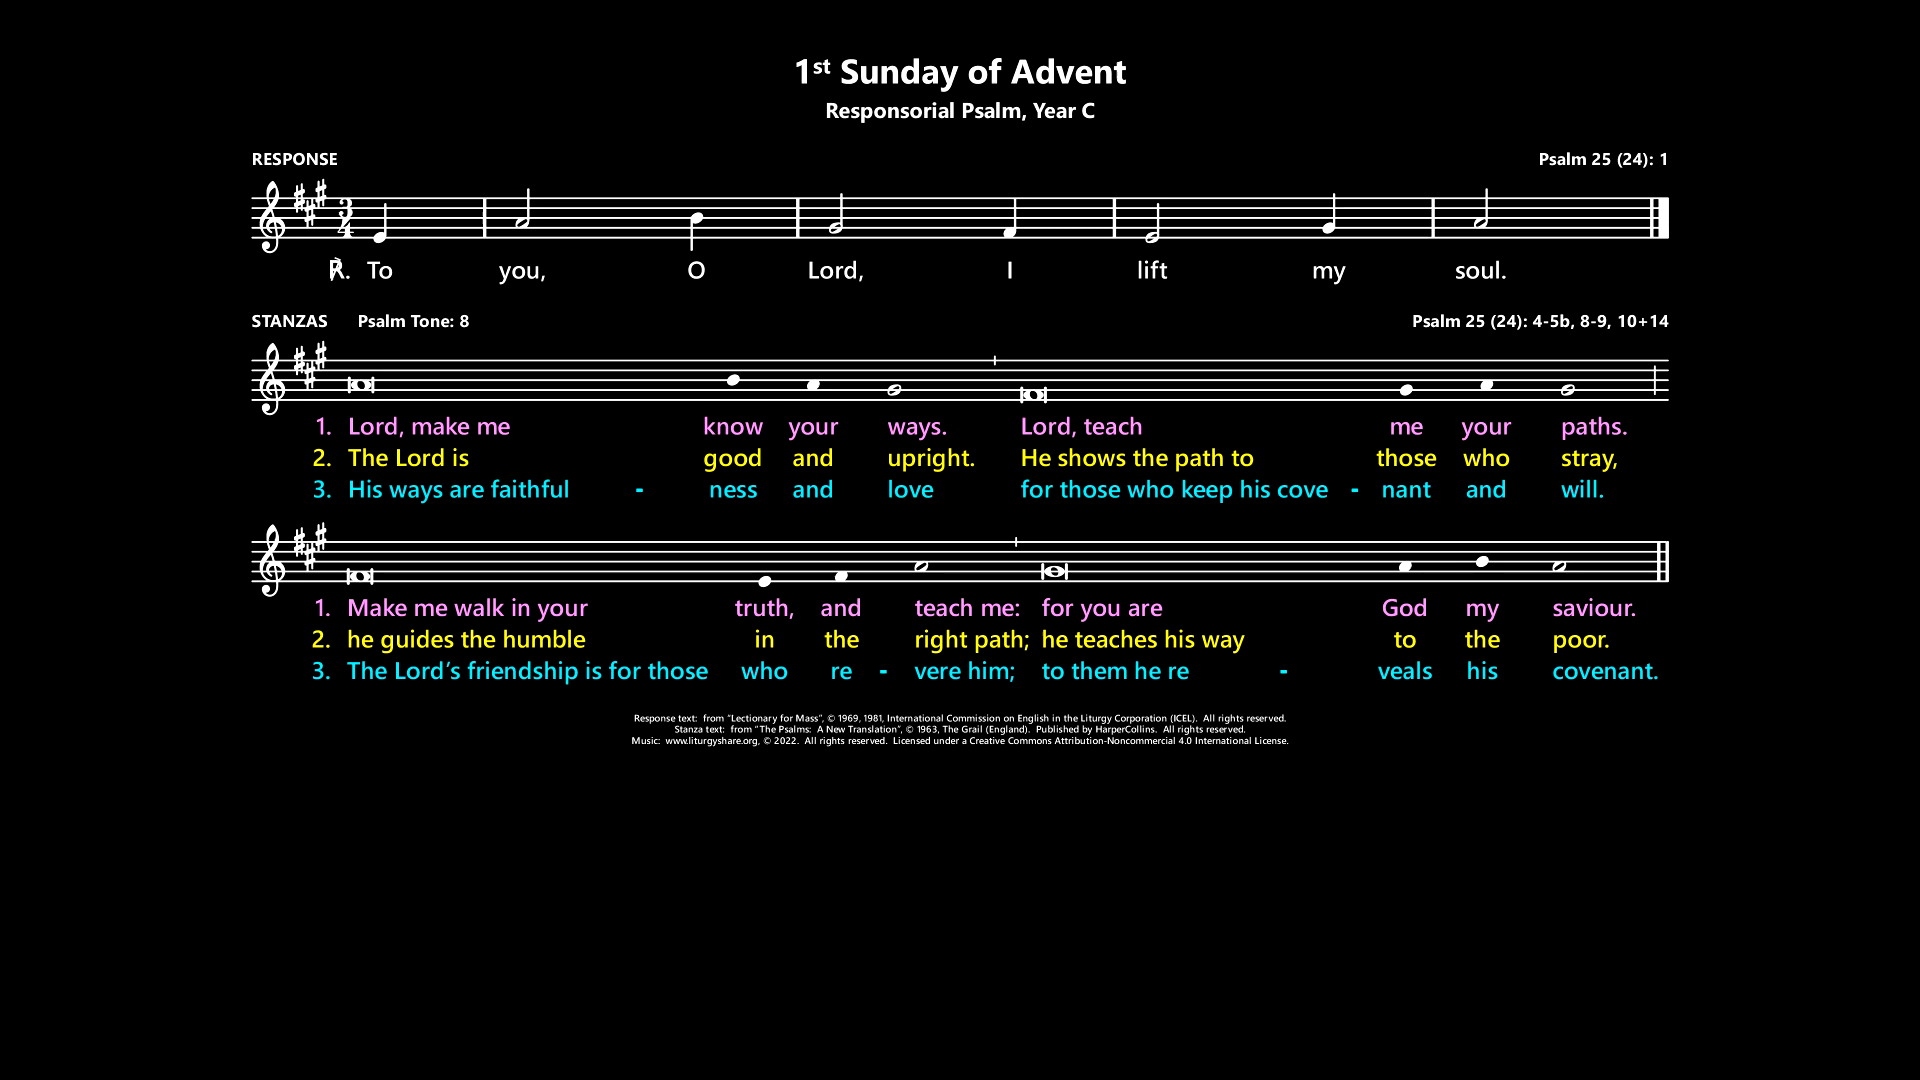 1st Sunday of Advent
Responsorial Psalm, Year C
RESPONSE Psalm 25 (24): 1
3
4
℟. To you, O Lord, I lift my soul.
STANZAS Psalm Tone: 8 Psalm 25 (24): 4-5b, 8-9, 10+14
1. Lord, make me know your ways. Lord, teach me your paths.
2. The Lord is good and upright. He shows the path to those who stray,
3. His ways are faithful - ness and love for those who keep his cove - nant and will.
1. Make me walk in your truth, and teach me: for you are God my saviour.
2. he guides the humble in the right path; he teaches his way to the poor.
3. The Lord’s friendship is for those who re - vere him; to them he re - veals his covenant.
Response text: from “Lectionary for Mass”, © 1969, 1981, International Commission on English in the Liturgy Corporation (ICEL). All rights reserved.
Stanza text: from “The Psalms: A New Translation”, © 1963, The Grail (England). Published by HarperCollins. All rights reserved.
Music: www.liturgyshare.org, © 2022. All rights reserved. Licensed under a Creative Commons Attribution-Noncommercial 4.0 International License.